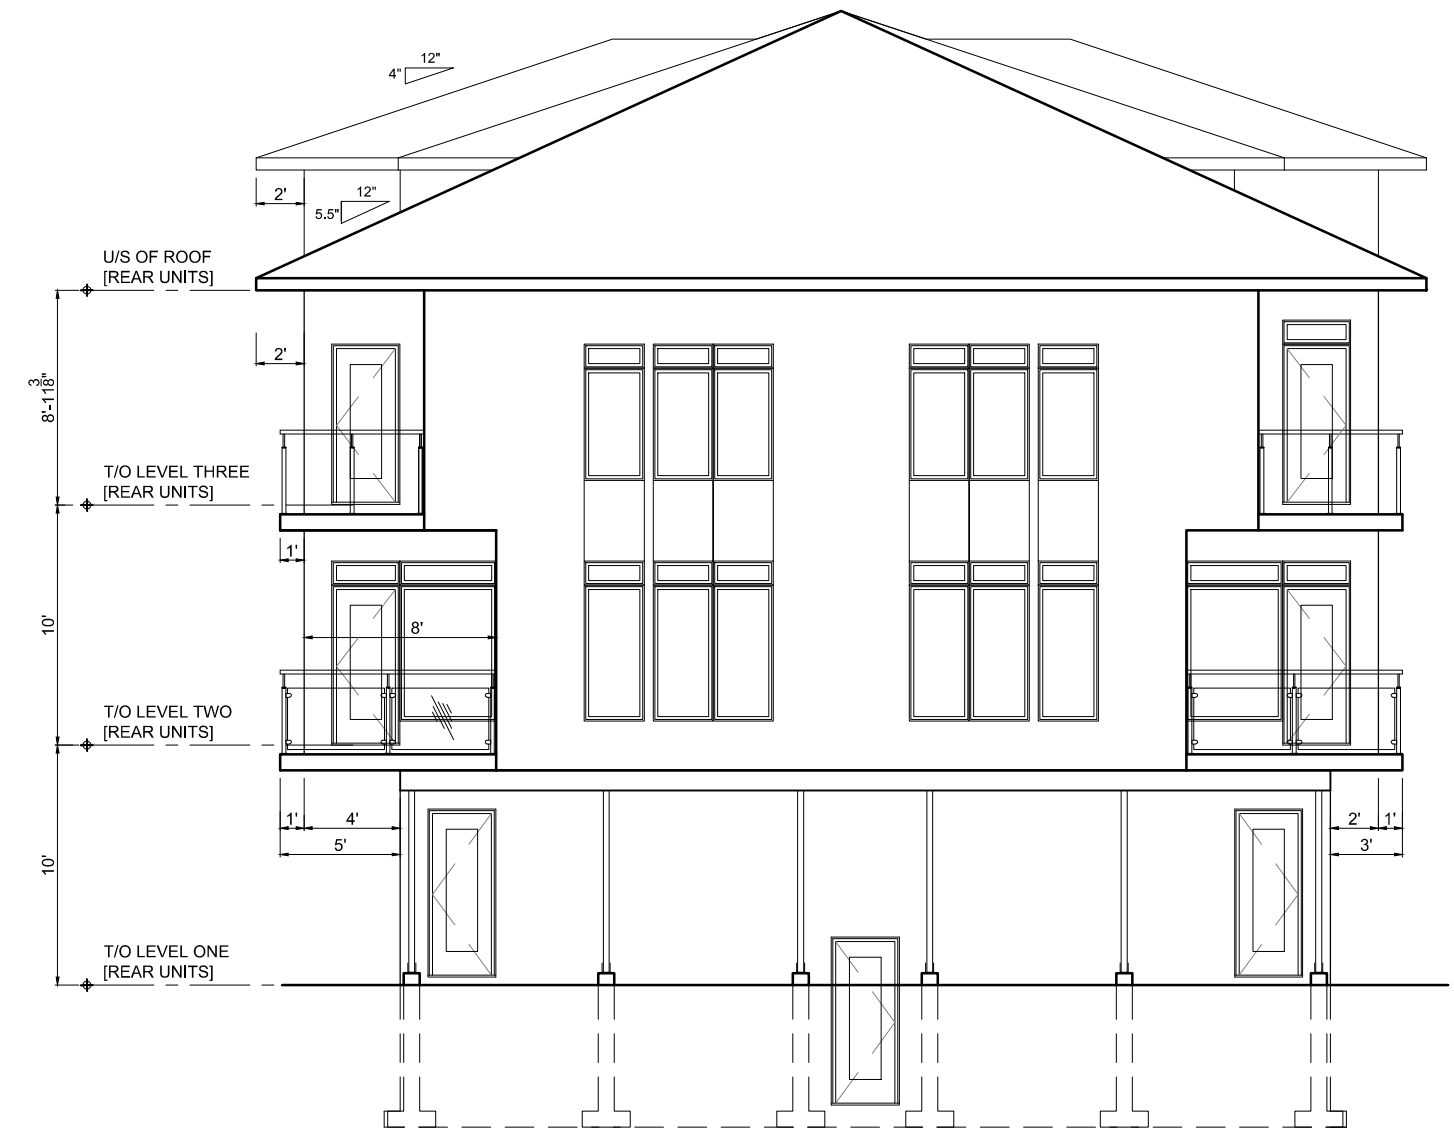 12"
4"
2'
12"
5.5"
U/S OF ROOF
[REAR UNITS]
2'
8'-11 3/8"
T/O LEVEL THREE
[REAR UNITS]
1'
10'
8'
T/O LEVEL TWO
[REAR UNITS]
1' 4' 2' 1'
5' 3'
10'
T/O LEVEL ONE
[REAR UNITS]